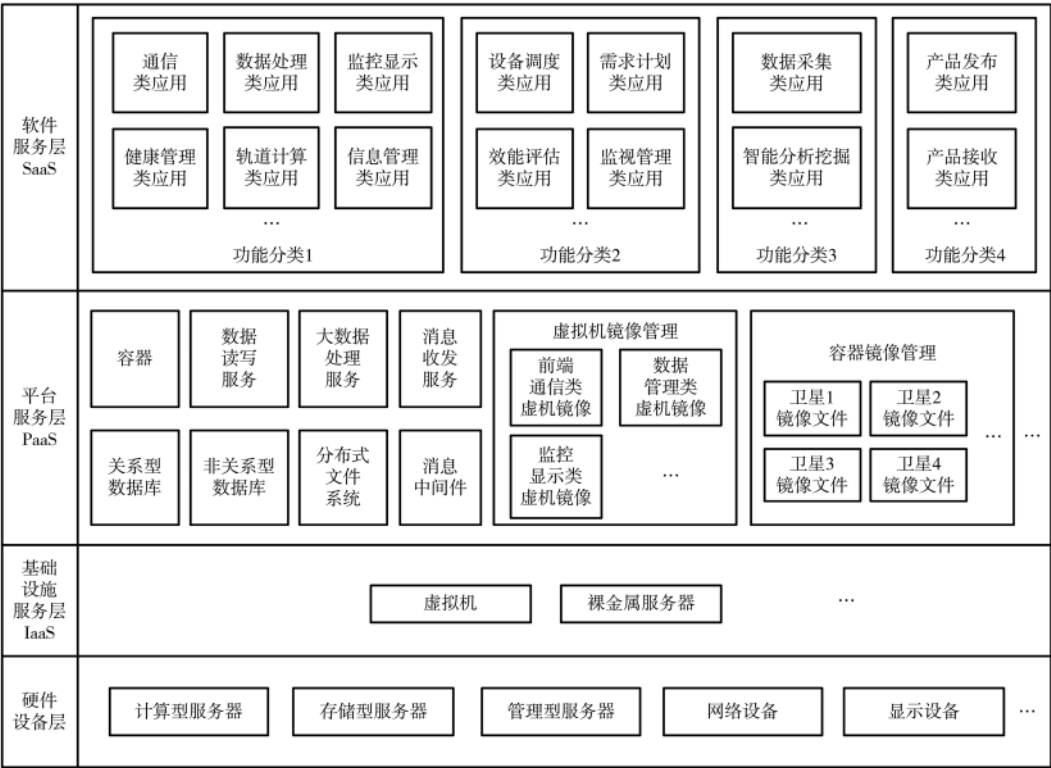 软件
服务层
SaaS
通信
类应用
数据处理
类应用
监控显示
类应用
健康管理
类应用
轨道计算
类应用
信息管理
类应用
…
功能分类1
设备调度
类应用
需求计划
类应用
效能评估
类应用
监视管理
类应用
…
功能分类2
数据采集
类应用
智能分析挖掘
类应用
…
功能分类3
产品发布
类应用
产品接收
类应用
…
功能分类4
平台
服务层
PaaS
容器
数据
读写
服务
大数据
处理
服务
消息
收发
服务
关系型
数据库
非关系型
数据库
分布式
文件
系统
消息
中间件
虚拟机镜像管理
前端
通信类
虚机镜像
数据
管理类
虚机镜像
监控
显示类
虚机镜像
…
容器镜像管理
卫星1
镜像文件
卫星2
镜像文件
卫星3
镜像文件
卫星4
镜像文件
…
…
基础
设施
服务层
IaaS
虚拟机
裸金属服务器
…
硬件
设备层
计算型服务器
存储型服务器
管理型服务器
网络设备
显示设备
…